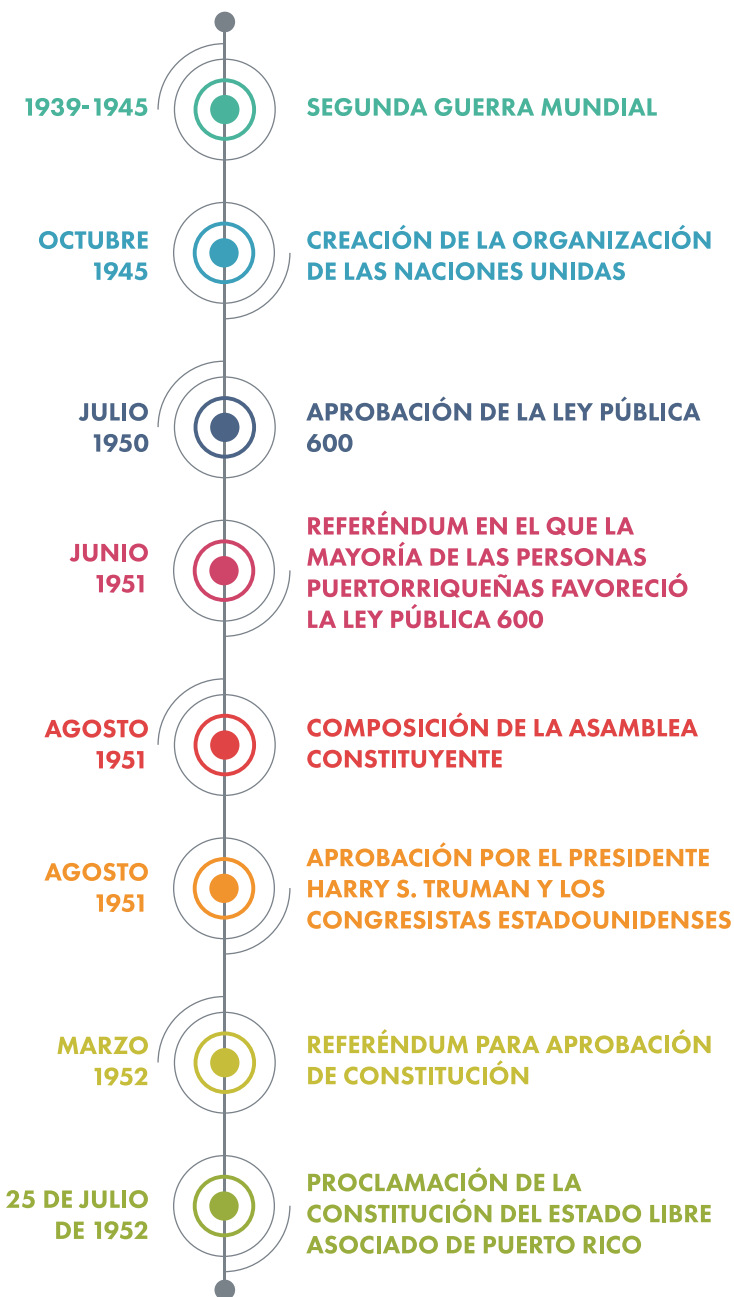 1939-1945
SEGUNDA GUERRA MUNDIAL
OCTUBRE
1945
CREACIÓN DE LA ORGANIZACIÓN
DE LAS NACIONES UNIDAS
JULIO
1950
APROBACIÓN DE LA LEY PÚBLICA
600
JUNIO
1951
REFERÉNDUM EN EL QUE LA
MAYORÍA DE LAS PERSONAS
PUERTORRIQUEÑAS FAVORECIÓ
LA LEY PÚBLICA 600
AGOSTO
1951
COMPOSICIÓN DE LA ASAMBLEA
CONSTITUYENTE
AGOSTO
1951
APROBACIÓN POR EL PRESIDENTE
HARRY S. TRUMAN Y LOS
CONGRESISTAS ESTADOUNIDENSES
MARZO
1952
REFERÉNDUM PARA APROBACIÓN
DE CONSTITUCIÓN
25 DE JULIO
DE 1952
PROCLAMACIÓN DE LA
CONSTITUCIÓN DEL ESTADO LIBRE
ASOCIADO DE PUERTO RICO